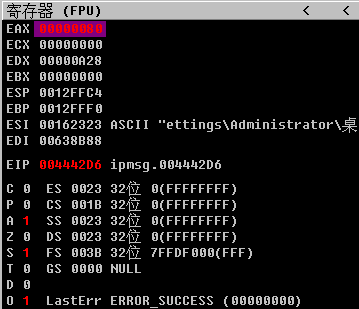 寄存器 (FPU) < <
EAX 00000080
ECX 00000000
EDX 00000A28
EBX 00000000
ESP 0012FFC4
EBP 0012FFF0
ESI 00162323 ASCII "ettings\Administrator\桌
EDI 00638B88
EIP 004442D6 ipmsg.004442D6
C 0 ES 0023 32位 0(FFFFFFFF)
P 0 CS 001B 32位 0(FFFFFFFF)
A 1 SS 0023 32位 0(FFFFFFFF)
Z 0 DS 0023 32位 0(FFFFFFFF)
S 1 FS 003B 32位 7FFDF000(FFF)
T 0 GS 0000 NULL
D 0
O 1 LastErr ERROR_SUCCESS (00000000)